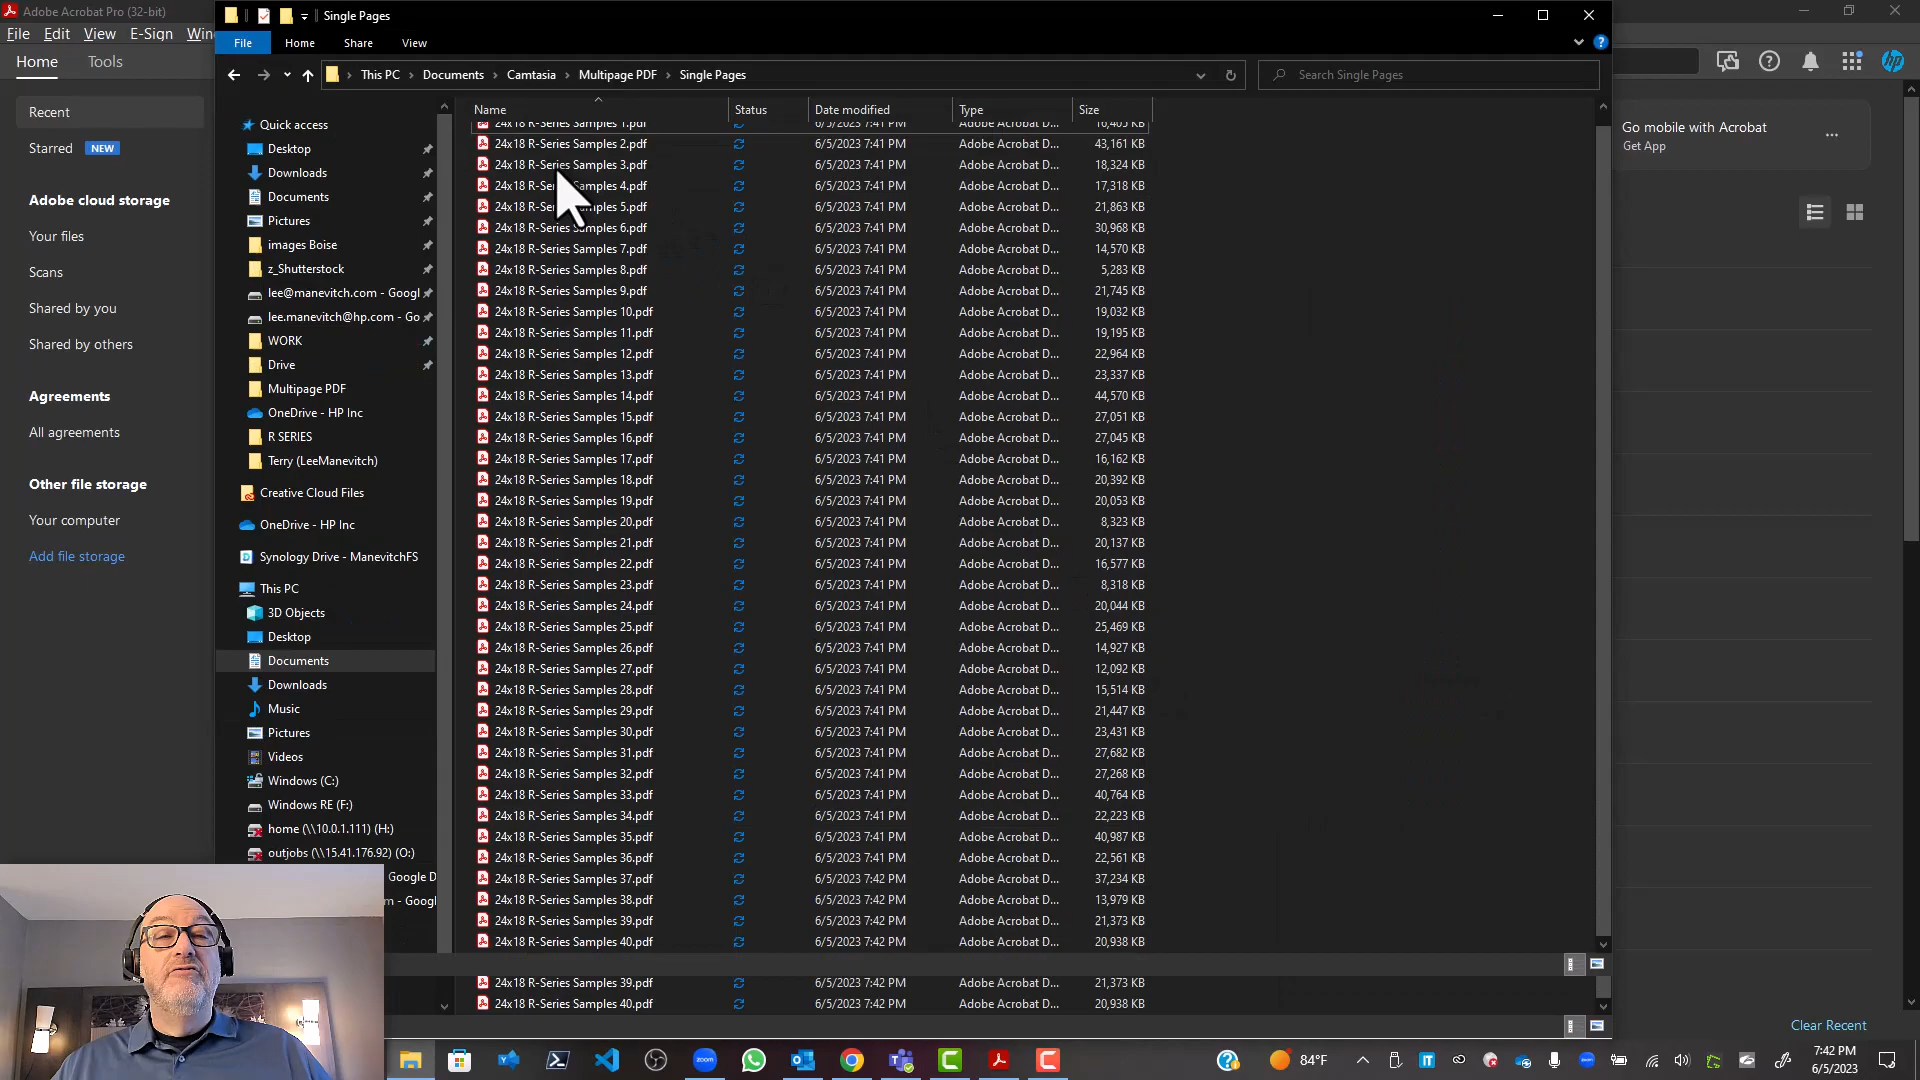 Adobe Acrobat Pro (32-bit)
File Edit View E-Sign Win
Home Tools
Recent
Starred NEW
Adobe cloud storage
Your files
Scans
Shared by you
Shared by others
Agreements
All agreements
Other file storage
Your computer
Add file storage
Single Pages
File Home Share View
This PC > Documents > Camtasia > Multipage PDF > Single Pages
Search Single Pages
Quick access
Desktop
Downloads
Documents
Pictures
images Boise
z_Shutterstock
lee@manevitch.com - Googl
lee.manevitch@hp.com - Go
WORK
Drive
Multipage PDF
OneDrive - HP Inc
R SERIES
Terry (LeeManevitch)
Creative Cloud Files
OneDrive - HP Inc
Synology Drive - ManevitchFS
This PC
3D Objects
Desktop
Documents
Downloads
Music
Pictures
Videos
Windows (C:)
Windows RE (F:)
home (\\10.0.1.111) (H:)
outjobs (\\15.41.176.92) (O:)
Google D
m - Goog
Name Status Date modified Type Size
24x18 R-Series Samples 1.pdf 6/5/2023 7:41 PM Adobe Acrobat D... 16,405 KB
24x18 R-Series Samples 2.pdf 6/5/2023 7:41 PM Adobe Acrobat D... 43,161 KB
24x18 R-Series Samples 3.pdf 6/5/2023 7:41 PM Adobe Acrobat D... 18,324 KB
24x18 R-Series Samples 4.pdf 6/5/2023 7:41 PM Adobe Acrobat D... 17,318 KB
24x18 R-Se ples 5.pdf 6/5/2023 7:41 PM Adobe Acrobat D... 21,863 KB
24x18 R-Series Samples 6.pdf 6/5/2023 7:41 PM Adobe Acrobat D... 30,968 KB
24x18 R-Series Samples 7.pdf 6/5/2023 7:41 PM Adobe Acrobat D... 14,570 KB
24x18 R-Series Samples 8.pdf 6/5/2023 7:41 PM Adobe Acrobat D... 5,283 KB
24x18 R-Series Samples 9.pdf 6/5/2023 7:41 PM Adobe Acrobat D... 21,745 KB
24x18 R-Series Samples 10.pdf 6/5/2023 7:41 PM Adobe Acrobat D... 19,032 KB
24x18 R-Series Samples 11.pdf 6/5/2023 7:41 PM Adobe Acrobat D... 19,195 KB
24x18 R-Series Samples 12.pdf 6/5/2023 7:41 PM Adobe Acrobat D... 22,964 KB
24x18 R-Series Samples 13.pdf 6/5/2023 7:41 PM Adobe Acrobat D... 23,337 KB
24x18 R-Series Samples 14.pdf 6/5/2023 7:41 PM Adobe Acrobat D... 44,570 KB
24x18 R-Series Samples 15.pdf 6/5/2023 7:41 PM Adobe Acrobat D... 27,051 KB
24x18 R-Series Samples 16.pdf 6/5/2023 7:41 PM Adobe Acrobat D... 27,045 KB
24x18 R-Series Samples 17.pdf 6/5/2023 7:41 PM Adobe Acrobat D... 16,162 KB
24x18 R-Series Samples 18.pdf 6/5/2023 7:41 PM Adobe Acrobat D... 20,392 KB
24x18 R-Series Samples 19.pdf 6/5/2023 7:41 PM Adobe Acrobat D... 20,053 KB
24x18 R-Series Samples 20.pdf 6/5/2023 7:41 PM Adobe Acrobat D... 8,323 KB
24x18 R-Series Samples 21.pdf 6/5/2023 7:41 PM Adobe Acrobat D... 20,137 KB
24x18 R-Series Samples 22.pdf 6/5/2023 7:41 PM Adobe Acrobat D... 16,577 KB
24x18 R-Series Samples 23.pdf 6/5/2023 7:41 PM Adobe Acrobat D... 8,318 KB
24x18 R-Series Samples 24.pdf 6/5/2023 7:41 PM Adobe Acrobat D... 20,044 KB
24x18 R-Series Samples 25.pdf 6/5/2023 7:41 PM Adobe Acrobat D... 25,469 KB
24x18 R-Series Samples 26.pdf 6/5/2023 7:41 PM Adobe Acrobat D... 14,927 KB
24x18 R-Series Samples 27.pdf 6/5/2023 7:41 PM Adobe Acrobat D... 12,092 KB
24x18 R-Series Samples 28.pdf 6/5/2023 7:41 PM Adobe Acrobat D... 15,514 KB
24x18 R-Series Samples 29.pdf 6/5/2023 7:41 PM Adobe Acrobat D... 21,447 KB
24x18 R-Series Samples 30.pdf 6/5/2023 7:41 PM Adobe Acrobat D... 23,431 KB
24x18 R-Series Samples 31.pdf 6/5/2023 7:41 PM Adobe Acrobat D... 27,682 KB
24x18 R-Series Samples 32.pdf 6/5/2023 7:41 PM Adobe Acrobat D... 27,268 KB
24x18 R-Series Samples 33.pdf 6/5/2023 7:41 PM Adobe Acrobat D... 40,764 KB
24x18 R-Series Samples 34.pdf 6/5/2023 7:41 PM Adobe Acrobat D... 22,223 KB
24x18 R-Series Samples 35.pdf 6/5/2023 7:41 PM Adobe Acrobat D... 40,987 KB
24x18 R-Series Samples 36.pdf 6/5/2023 7:41 PM Adobe Acrobat D... 22,561 KB
24x18 R-Series Samples 37.pdf 6/5/2023 7:42 PM Adobe Acrobat D... 37,234 KB
24x18 R-Series Samples 38.pdf 6/5/2023 7:42 PM Adobe Acrobat D... 13,979 KB
24x18 R-Series Samples 39.pdf 6/5/2023 7:42 PM Adobe Acrobat D... 21,373 KB
24x18 R-Series Samples 40.pdf 6/5/2023 7:42 PM Adobe Acrobat D... 20,938 KB
24x18 R-Series Samples 39.pdf 6/5/2023 7:42 PM Adobe Acrobat D... 21,373 KB
24x18 R-Series Samples 40.pdf 6/5/2023 7:42 PM Adobe Acrobat D... 20,938 KB
Go mobile with Acrobat
Get App
Clear Recent
zoom
84°F
IT
7:42 PM
6/5/2023